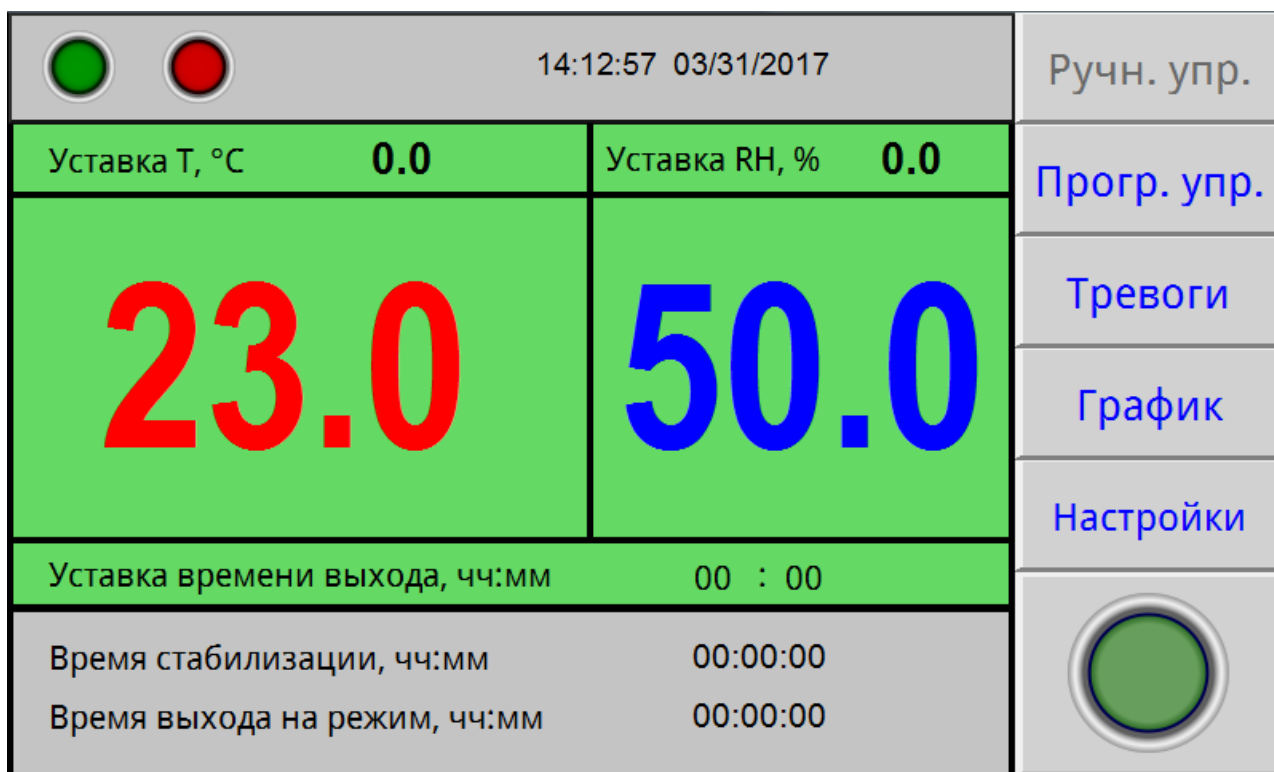 14:12:57 03/31/2017
Ручн. упр.
Уставка T, °C 0.0
Уставка RH, % 0.0
Прогр. упр.
23.0
50.0
Тревоги
График
Настройки
Уставка времени выхода, чч:мм 00 : 00
Время стабилизации, чч:мм 00:00:00
Время выхода на режим, чч:мм 00:00:00